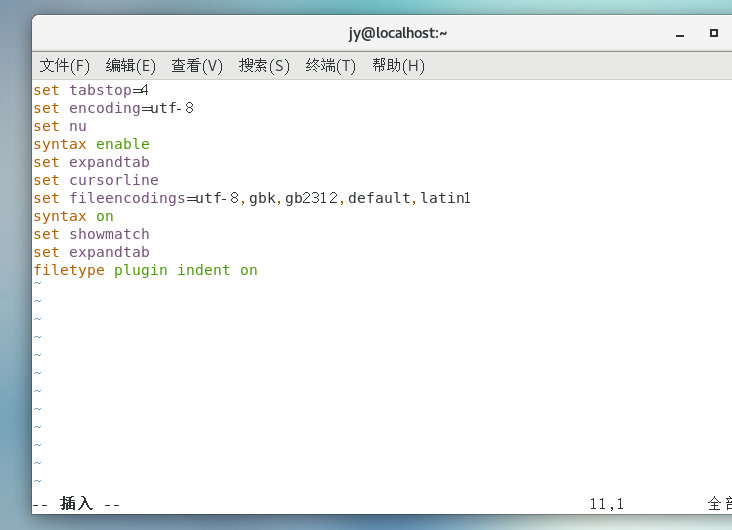 jy@localhost:~
文件(F) 编辑(E) 查看(V) 搜索(S) 终端(T) 帮助(H)
set tabstop=4
set encoding=utf-8
set nu
syntax enable
set expandtab
set cursorline
set fileencodings=utf-8,gbk,gb2312,default,latin1
syntax on
set showmatch
set expandtab
filetype plugin indent on
~
~
~
~
~
~
~
~
~
~
~
~
-- 插入 -- 11,1 全部